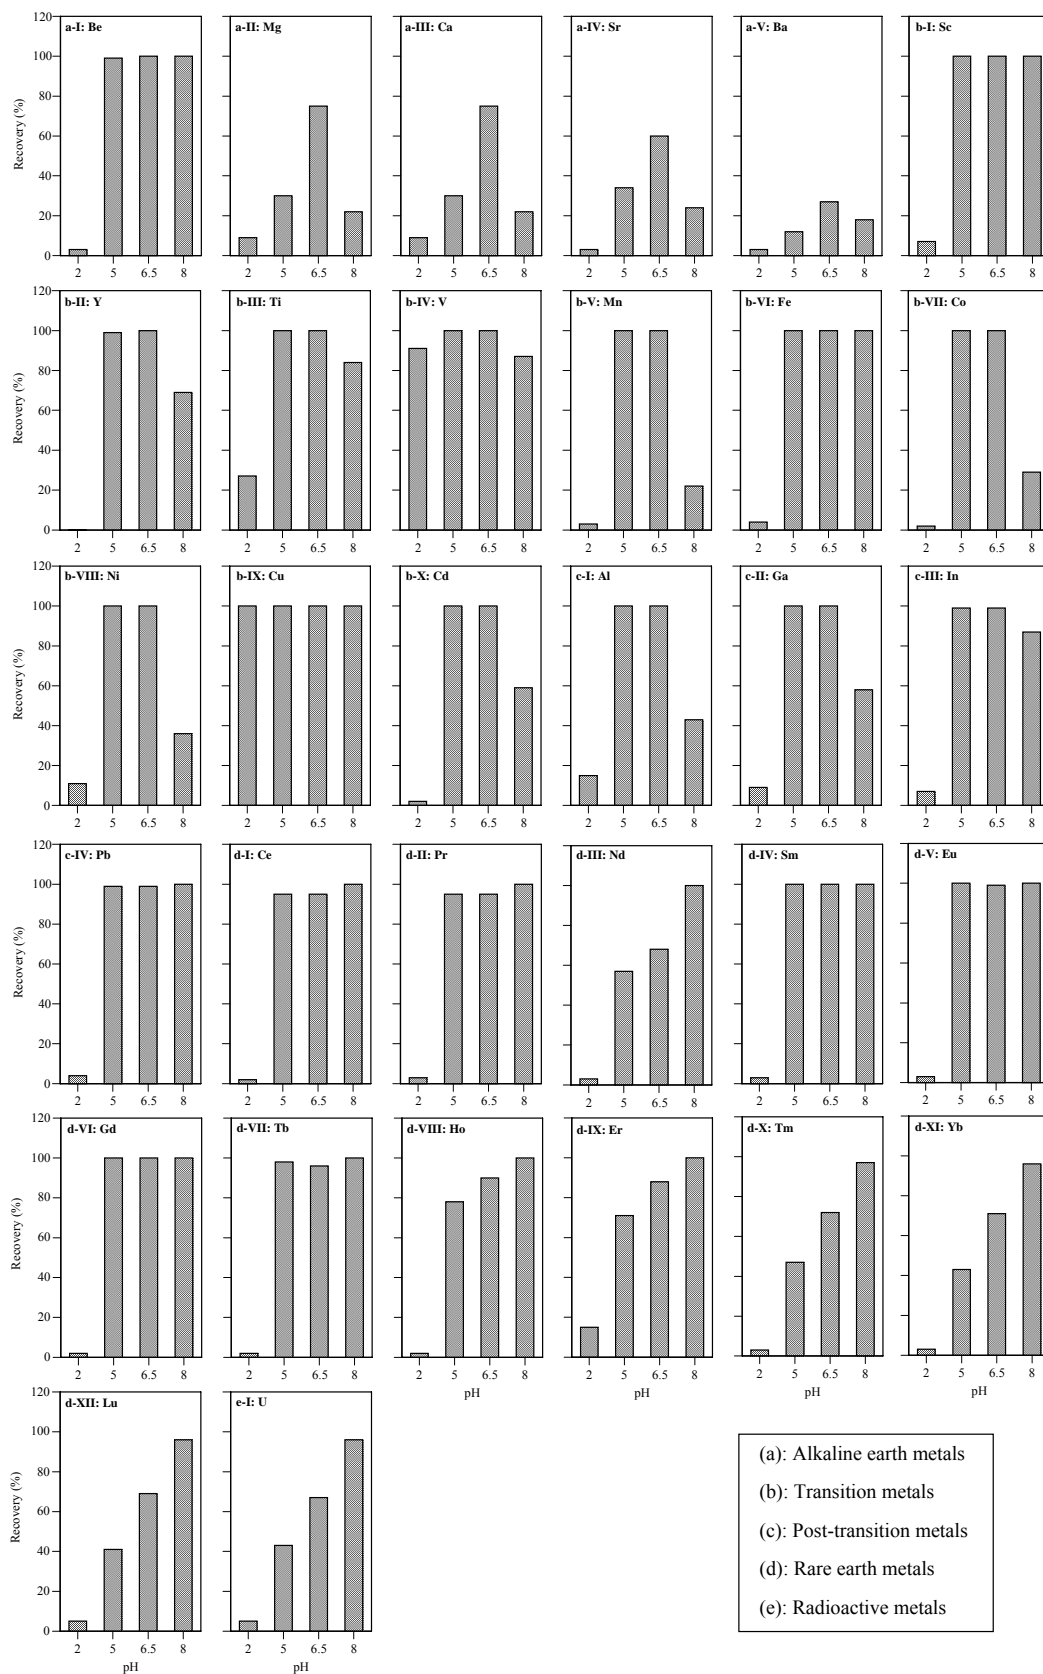 a-I: Be
a-II: Mg
a-III: Ca
a-IV: Sr
a-V: Ba
b-I: Sc
120
100
80
60
40
20
0
Recovery (%)
2 5 6.5 8
2 5 6.5 8
2 5 6.5 8
2 5 6.5 8
2 5 6.5 8
2 5 6.5 8
b-II: Y
b-III: Ti
b-IV: V
b-V: Mn
b-VI: Fe
b-VII: Co
120
100
80
60
40
20
0
Recovery (%)
2 5 6.5 8
2 5 6.5 8
2 5 6.5 8
2 5 6.5 8
2 5 6.5 8
2 5 6.5 8
b-VIII: Ni
b-IX: Cu
b-X: Cd
c-I: Al
c-II: Ga
c-III: In
120
100
80
60
40
20
0
Recovery (%)
2 5 6.5 8
2 5 6.5 8
2 5 6.5 8
2 5 6.5 8
2 5 6.5 8
2 5 6.5 8
c-IV: Pb
d-I: Ce
d-II: Pr
d-III: Nd
d-IV: Sm
d-V: Eu
120
100
80
60
40
20
0
Recovery (%)
2 5 6.5 8
2 5 6.5 8
2 5 6.5 8
2 5 6.5 8
2 5 6.5 8
2 5 6.5 8
d-VI: Gd
d-VII: Tb
d-VIII: Ho
d-IX: Er
d-X: Tm
d-XI: Yb
120
100
80
60
40
20
0
Recovery (%)
2 5 6.5 8
2 5 6.5 8
2 5 6.5 8
2 5 6.5 8
2 5 6.5 8
2 5 6.5 8
pH
pH
pH
pH
d-XII: Lu
e-I: U
120
100
80
60
40
20
0
Recovery (%)
2 5 6.5 8
2 5 6.5 8
pH
pH
(a): Alkaline earth metals
(b): Transition metals
(c): Post-transition metals
(d): Rare earth metals
(e): Radioactive metals